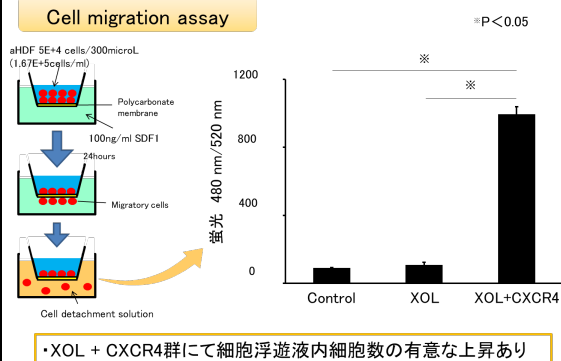 Cell migration assay
※P＜0.05
aHDF 5E+4 cells/300microL
(1.67E+5cells/ml)
Polycarbonate
membrane
100ng/ml SDF1
24hours
Migratory cells
Cell detachment solution
蛍光 480 nm/520 nm
1200
800
400
0
※
※
Control
XOL
XOL+CXCR4
・XOL + CXCR4群にて細胞浮遊液内細胞数の有意な上昇あり